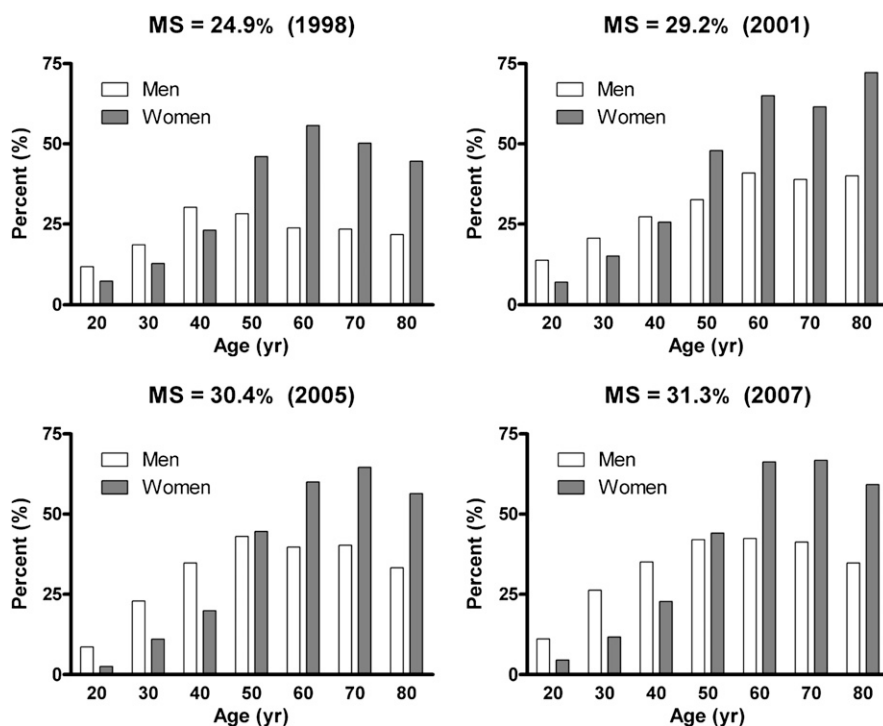 MS = 24.9% (1998)
75
50
25
0
Percent (%)
Men
Women
20 30 40 50 60 70 80
Age (yr)
MS = 29.2% (2001)
75
50
25
0
Percent (%)
Men
Women
20 30 40 50 60 70 80
Age (yr)
MS = 30.4% (2005)
75
50
25
0
Percent (%)
Men
Women
20 30 40 50 60 70 80
Age (yr)
MS = 31.3% (2007)
75
50
25
0
Percent (%)
Men
Women
20 30 40 50 60 70 80
Age (yr)